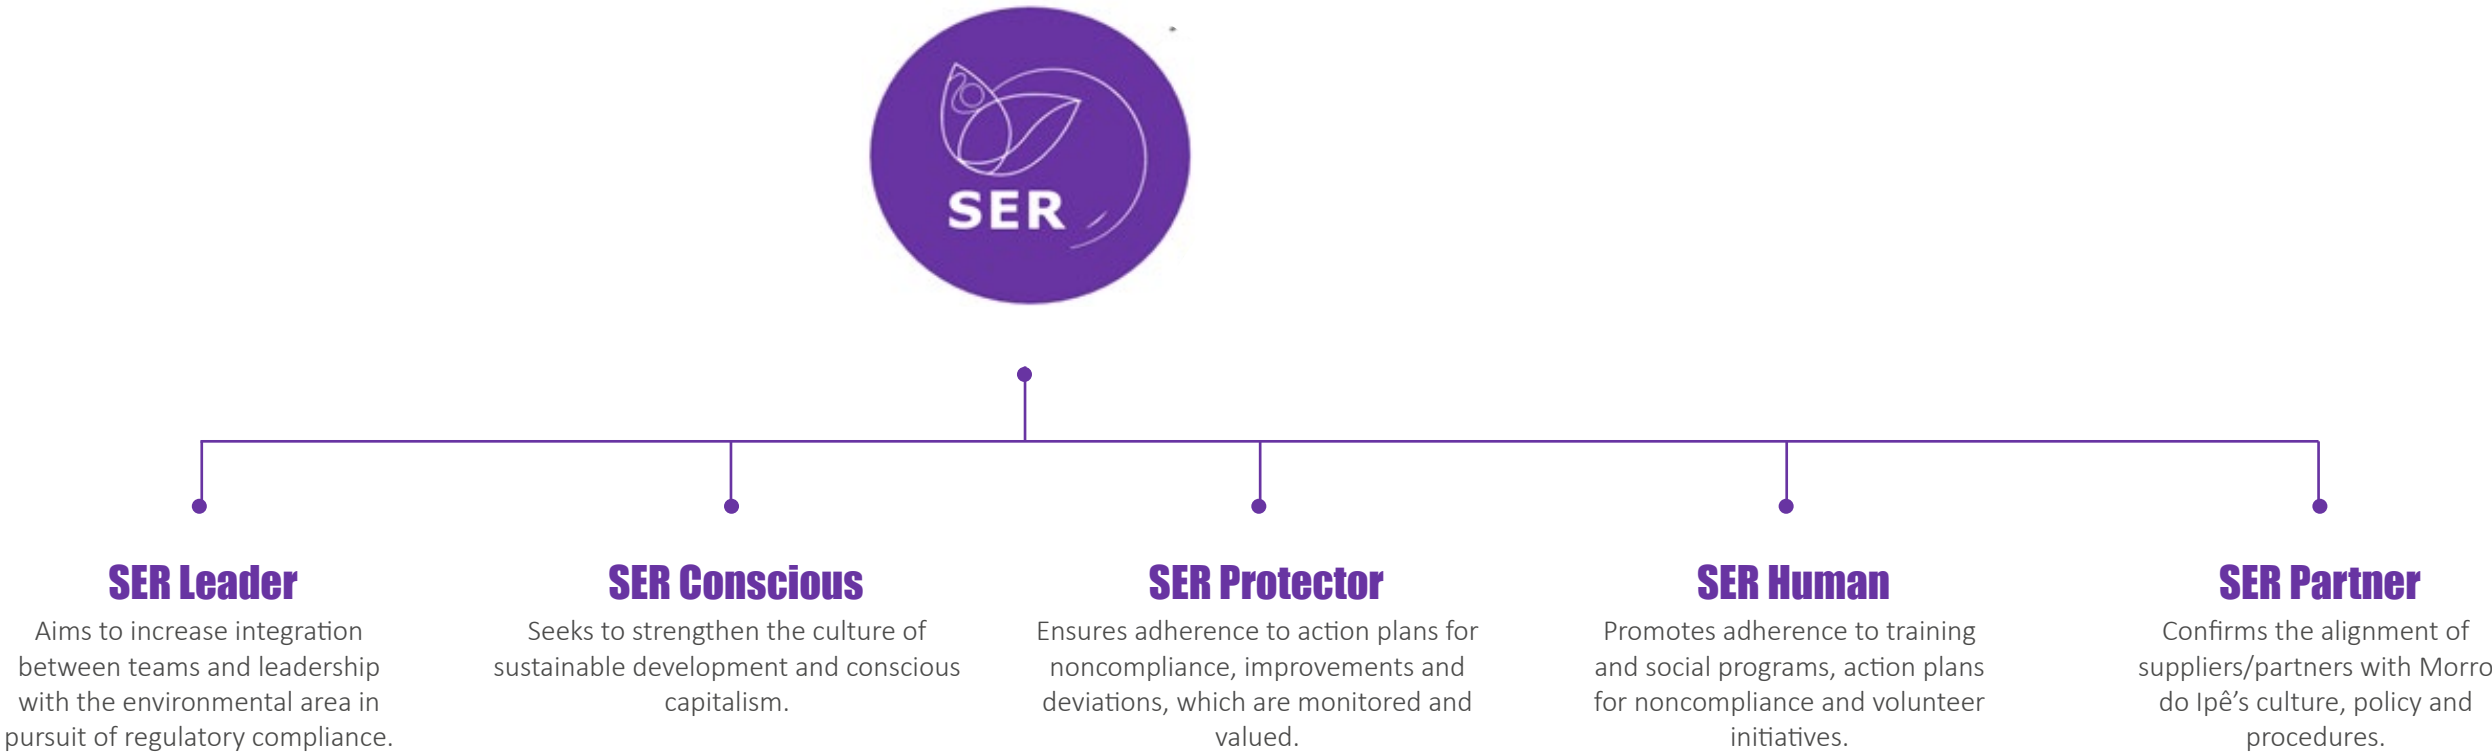 SER
SER Leader
Aims to increase integration
between teams and leadership
with the environmental area in
pursuit of regulatory compliance.
SER Conscious
Seeks to strengthen the culture of
sustainable development and conscious
capitalism.
SER Protector
Ensures adherence to action plans for
noncompliance, improvements and
deviations, which are monitored and
valued.
SER Human
Promotes adherence to training
and social programs, action plans
for noncompliance and volunteer
initiatives.
SER Partner
Confirms the alignment of
suppliers/partners with Morro
do Ipê’s culture, policy and
procedures.